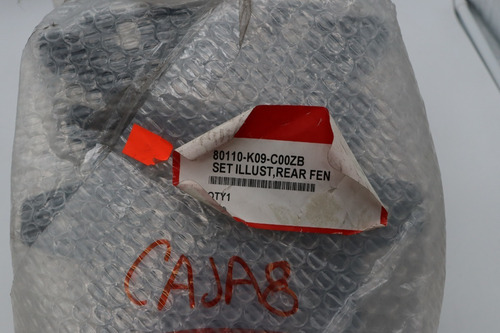 80110-K09-C00ZB
SET ILLUST,REAR FEN
QTY1
CAJA8